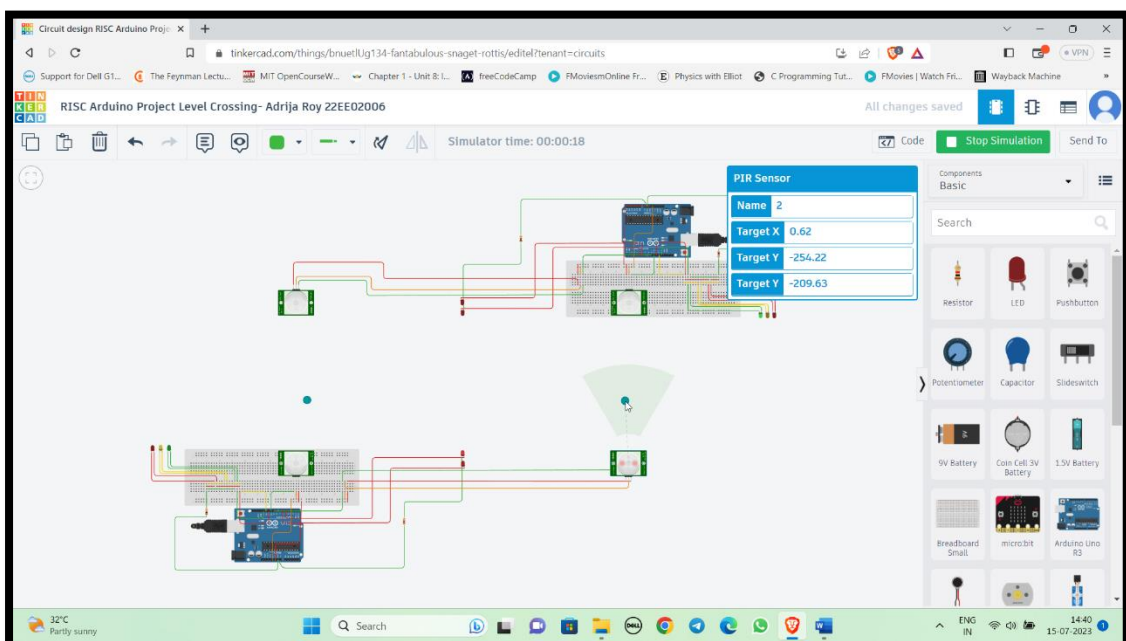 Circuit design RISC Arduino Proje
tinkercad.com/things/bnuetlUg134-fantabulous-snaget-rottis/editel?tenant=circuits
VPN
Support for Dell G1...
The Feynman Lectu...
MIT OpenCourseW...
Chapter 1 - Unit 8: I...
freeCodeCamp
FMoviesmOnline Fr...
Physics with Elliot
C Programming Tut...
FMovies | Watch Fri...
Wayback Machine
TIN
KER
CAD
RISC Arduino Project Level Crossing- Adrija Roy 22EE02006
All changes saved
Simulator time: 00:00:18
Code
Stop Simulation
Send To
PIR Sensor
Name 2
Target X 0.62
Target Y -254.22
Target Y -209.63
Components
Basic
Search
Resistor
LED
Pushbutton
Potentiometer
Capacitor
Slideswitch
9V Battery
Coin Cell 3V
Battery
1.5V Battery
Breadboard
Small
micro:bit
Arduino Uno
R3
32°C
Partly sunny
Search
ENG
IN
14:40
15-07-2023